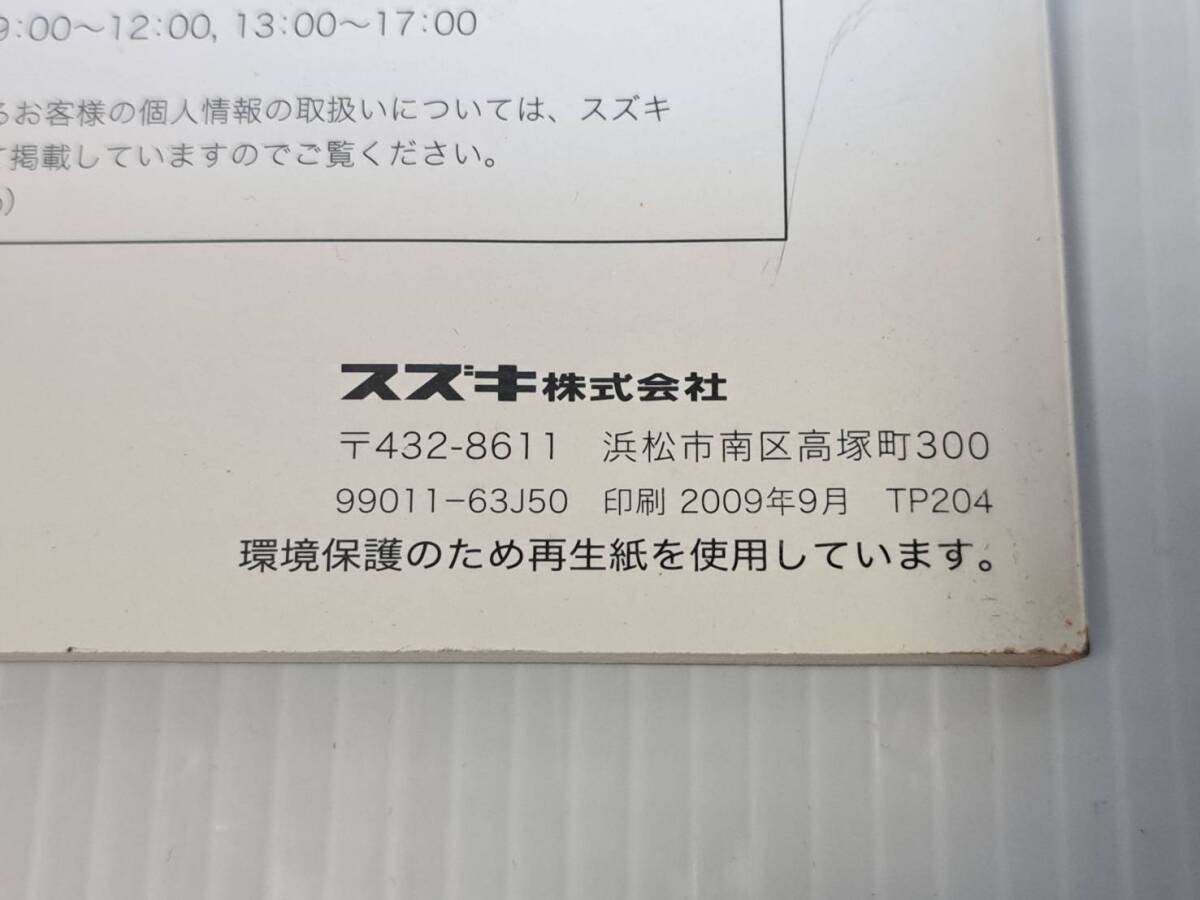 9:00～12:00, 13:00～17:00
るお客様の個人情報の取扱いについては、スズキ
て掲載していますのでご覧ください。
)
スズキ株式会社
〒432-8611　浜松市南区高塚町300
99011−63J50　印刷 2009年9月　TP204
環境保護のため再生紙を使用しています。